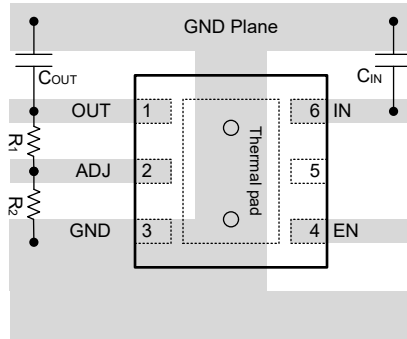 GND Plane
COUT
CIN
OUT 1
6 IN
R1
ADJ 2
5
Thermal pad
R2
GND 3
4 EN